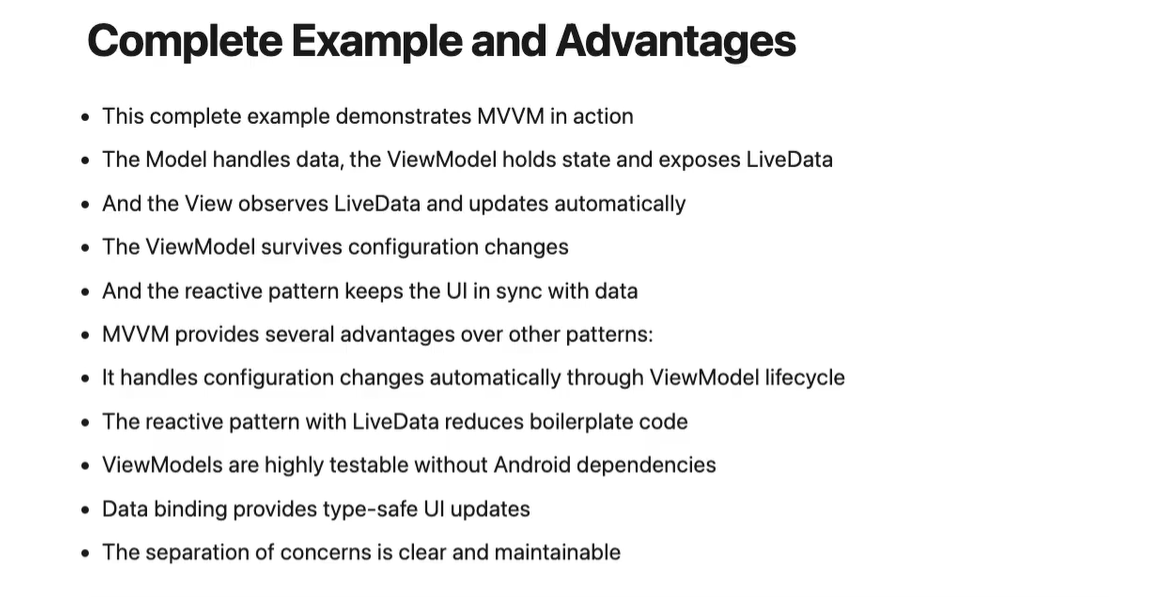 Complete Example and Advantages
• This complete example demonstrates MVVM in action
• The Model handles data, the ViewModel holds state and exposes LiveData
• And the View observes LiveData and updates automatically
• The ViewModel survives configuration changes
• And the reactive pattern keeps the UI in sync with data
• MVVM provides several advantages over other patterns:
• It handles configuration changes automatically through ViewModel lifecycle
• The reactive pattern with LiveData reduces boilerplate code
• ViewModels are highly testable without Android dependencies
• Data binding provides type-safe UI updates
• The separation of concerns is clear and maintainable